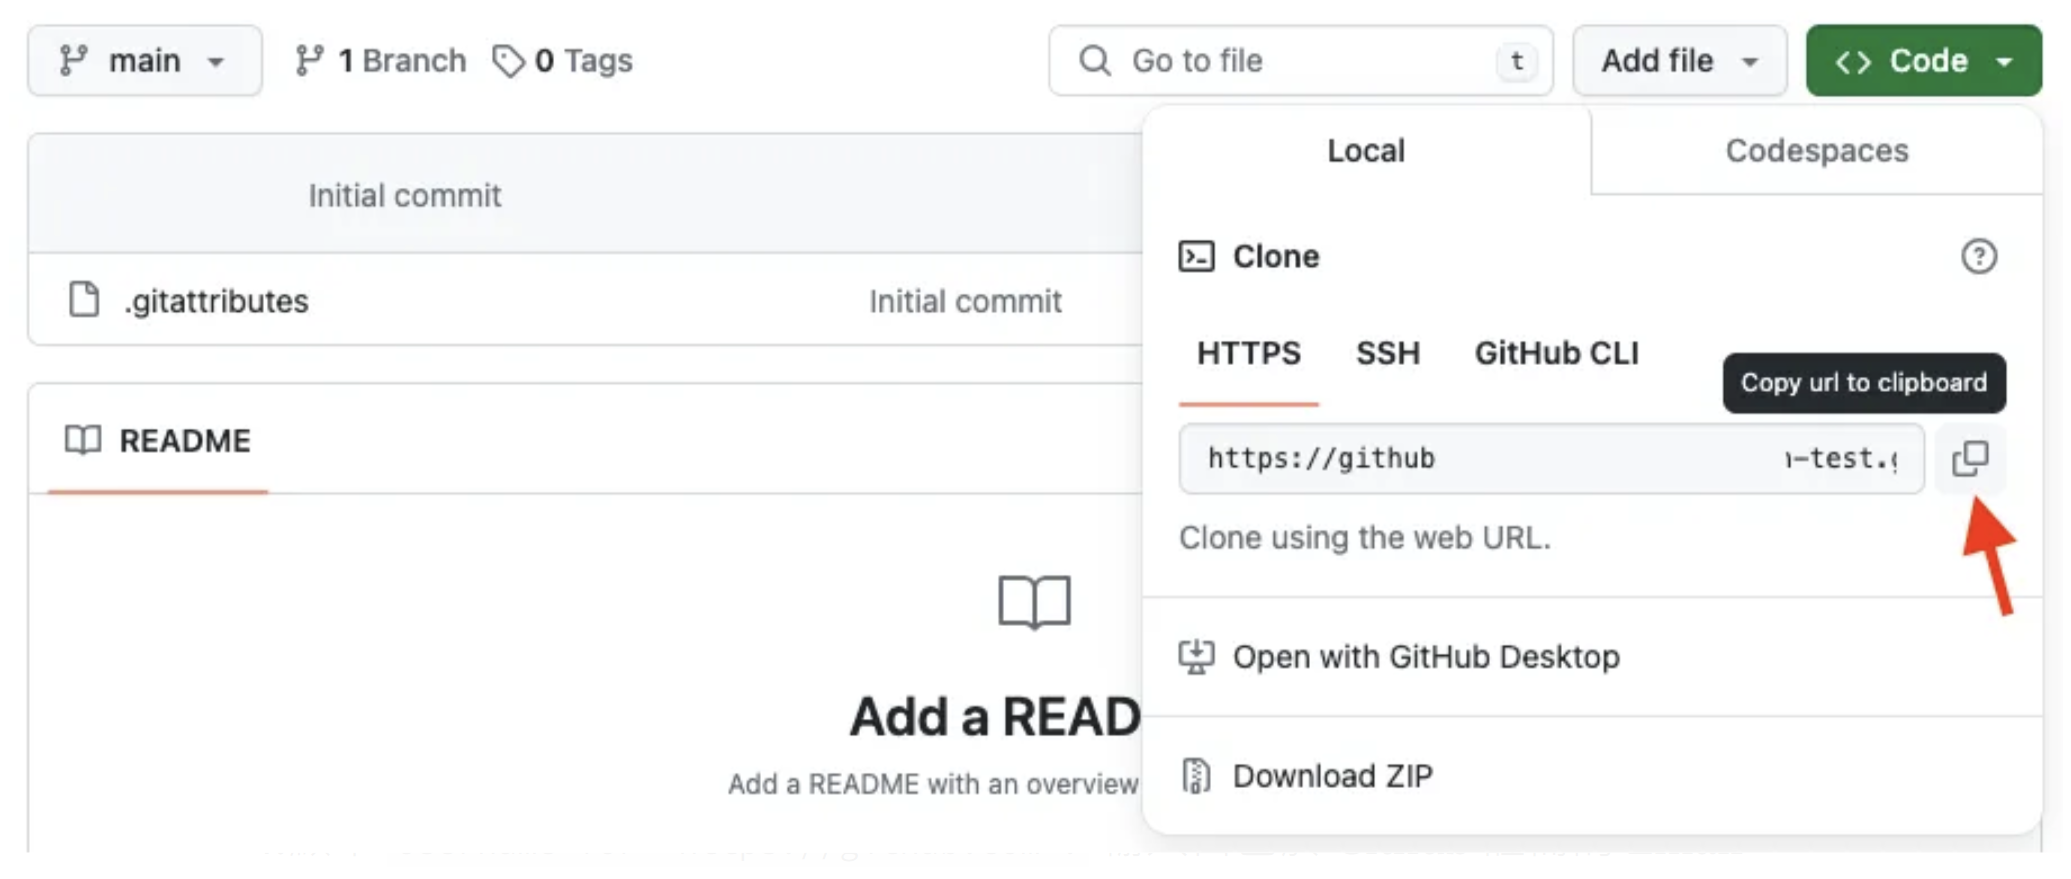 main
1 Branch
0 Tags
Go to file
t
Add file
Code
Local
Codespaces
Initial commit
Clone
.gitattributes
Initial commit
HTTPS
SSH
GitHub CLI
Copy url to clipboard
README
https://github
-test.
Clone using the web URL.
Open with GitHub Desktop
Add a READ
Add a README with an overview
Download ZIP